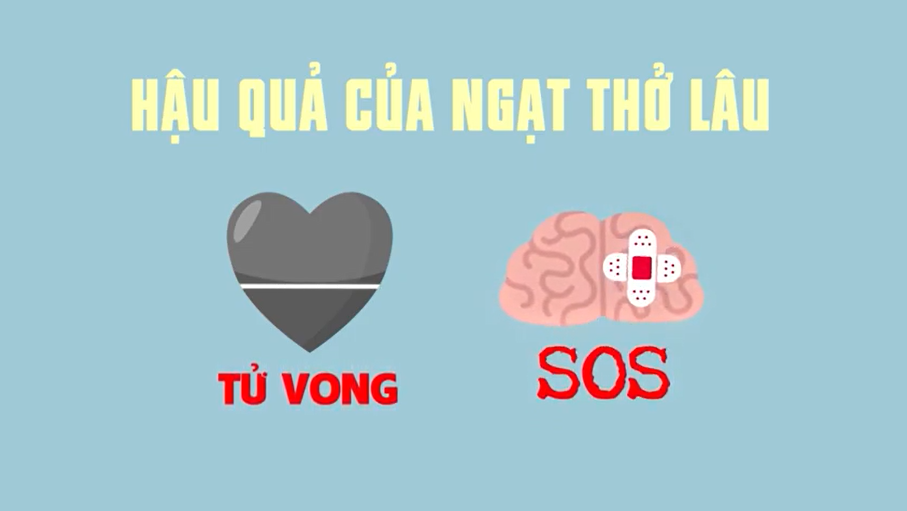 HẬU QUẢ CỦA NGẠT THỞ LÂU
TỬ VONG
SOS